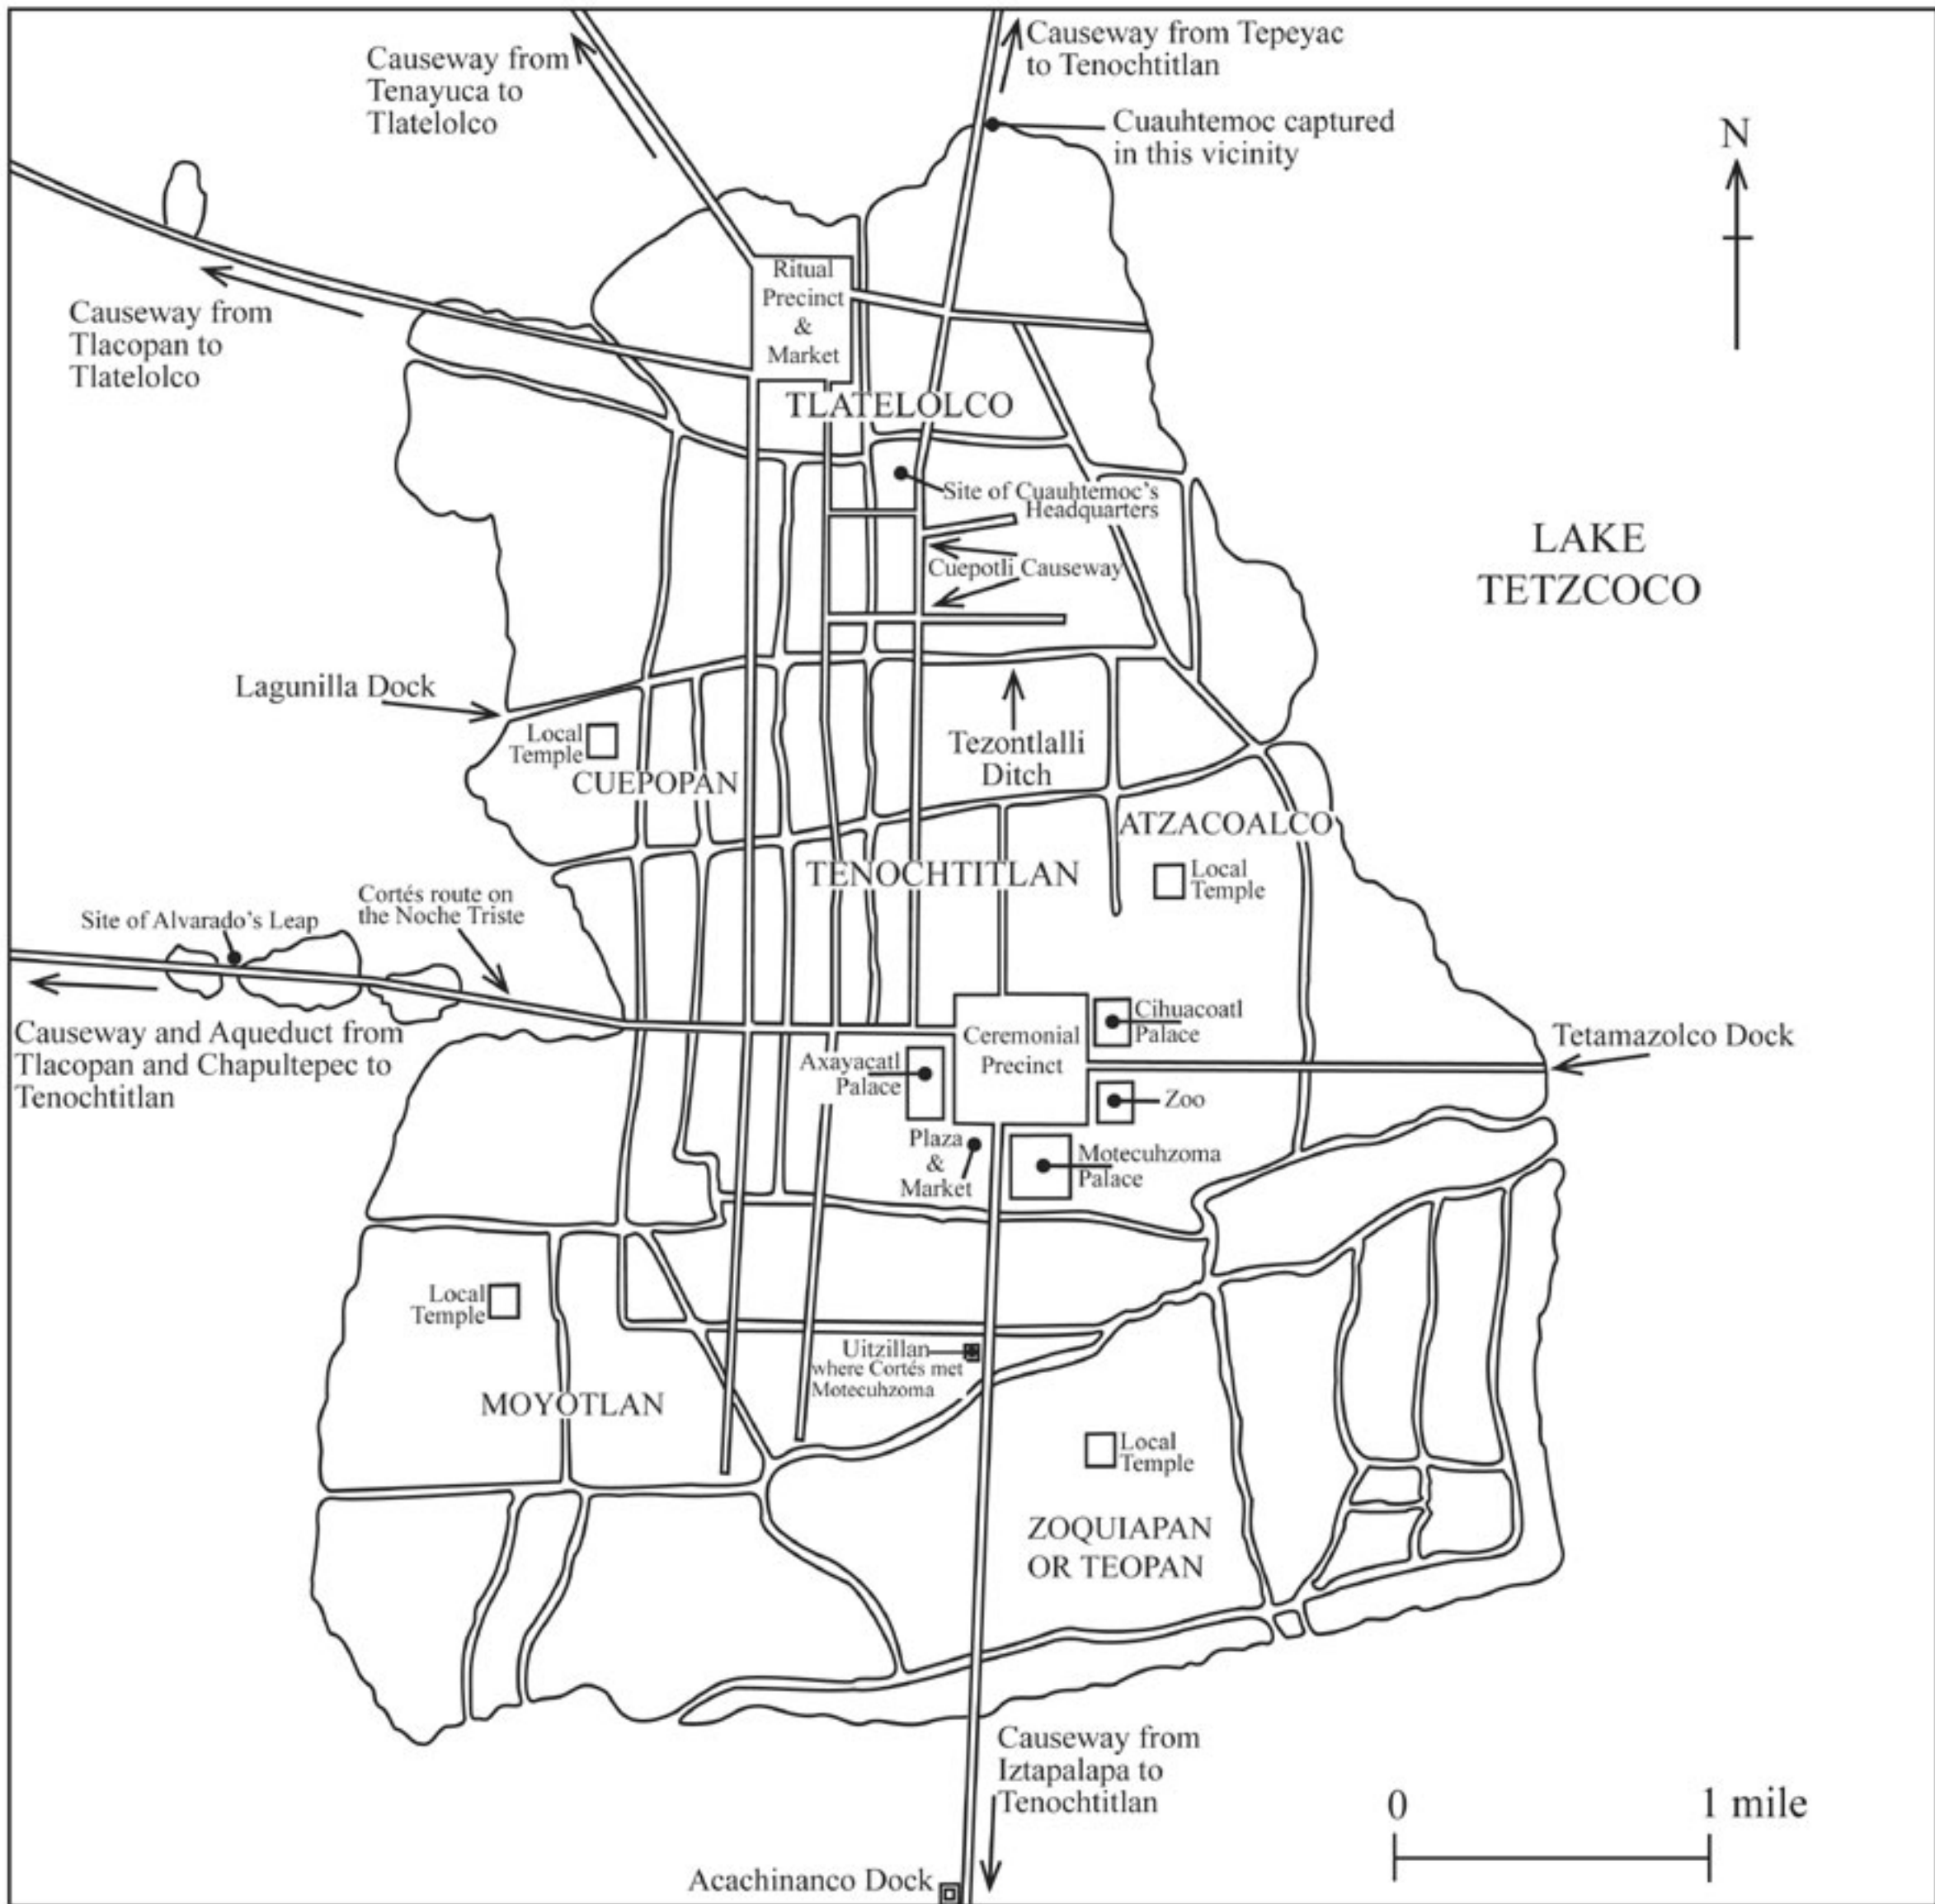 Causeway from Tepeyac
to Tenochtitlan
Causeway from
Tenayuca to
Tlatelolco
Cuauhtemoc captured
in this vicinity
N
Ritual
Precinct
&
Market
Causeway from
Tlacopan to
Tlatelolco
TLATELOLCO
Site of Cuauhtemoc's
Headquarters
LAKE
TETZCOCO
Cuepotli Causeway
Lagunilla Dock
Local
Temple
Tezontlalli
Ditch
CUEPOPAN
ATZACOALCO
TENOCHTITLAN
Local
Temple
Cortés route on
the Noche Triste
Site of Alvarado's Leap
Cihuacoatl
Palace
Causeway and Aqueduct from
Tlacopan and Chapultepec to
Tenochtitlan
Ceremonial
Precinct
Tetamazolco Dock
Axayacatl
Palace
Zoo
Plaza
&
Market
Motecuhzoma
Palace
Local
Temple
Uitzillan
where Cortés met
Motecuhzoma
MOYOTLAN
Local
Temple
ZOQUIAPAN
OR TEOPAN
Causeway from
Iztapalapa to
Tenochtitlan
0 1 mile
Acachinanco Dock